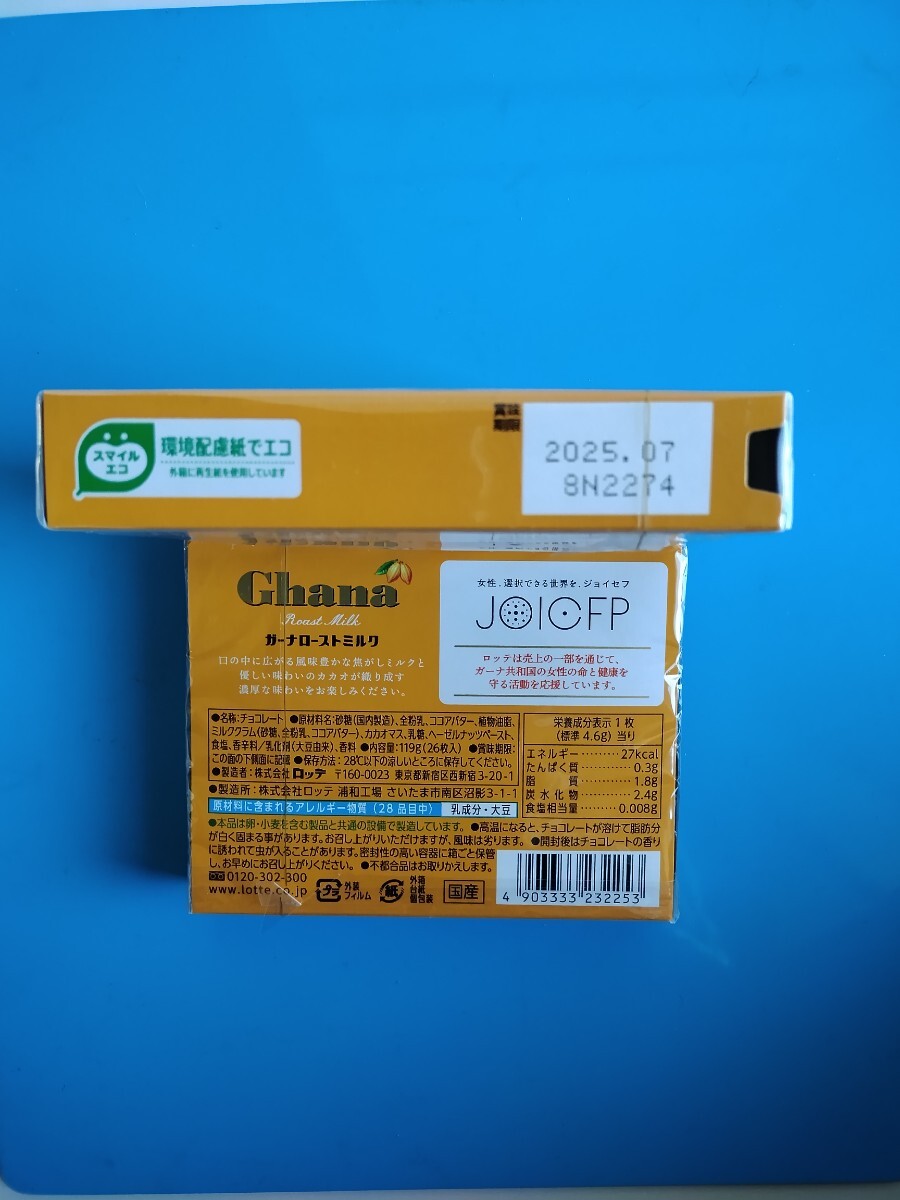 スマイル
エコ
環境配慮紙でエコ
外箱に再生紙を使用しています
賞味
期限
2025.07
8N2274
Ghana
Roast Milk
ガーナローストミルク
口の中に広がる風味豊かな焦がしミルクと
優しい味わいのカカオが織り成す
濃厚な味わいをお楽しみください。
女性、選択できる世界を、ジョイセフ
JOICFP
ロッテは売上の一部を通じて、
ガーナ共和国の女性の命と健康を
守る活動を応援しています。
●名称:チョコレート ●原材料名:砂糖(国内製造)、全粉乳、ココアバター、植物油脂、
ミルククラム(砂糖、全粉乳、ココアバター)、カカオマス、乳糖、ヘーゼルナッツペースト、
食塩、香辛料/乳化剤(大豆由来)、香料 ●内容量:119g(26枚入) ●賞味期限:
この面の下側面に記載 ●保存方法:28℃以下の涼しいところに保存してください。
●製造者:株式会社ロッテ 〒160-0023 東京都新宿区西新宿3-20-1
●製造所:株式会社ロッテ 浦和工場 さいたま市南区沼影3-1-1
原材料に含まれるアレルギー物質(28品目中) 乳成分・大豆
栄養成分表示 1枚
(標準 4.6g)当り
エネルギー………27kcal
たんぱく質…………0.3g
脂質…………1.8g
炭水化物…………2.4g
食塩相当量………0.008g
●本品は卵・小麦を含む製品と共通の設備で製造しています。 ●高温になると、チョコレートが溶けて脂肪分
が白く固まる事があります。お召し上がりいただけますが、風味は劣ります。 ●開封後はチョコレートの香り
に誘われて虫が入ることがあります。密封性の高い容器に箱ごと保管
し、お早めにお召し上がりください。 ●不都合品はお取りかえします。
0120-302-300
www.lotte.co.jp
プラ
外装
フィルム
紙
外箱
台紙
個包装
国産
4 903333 232253